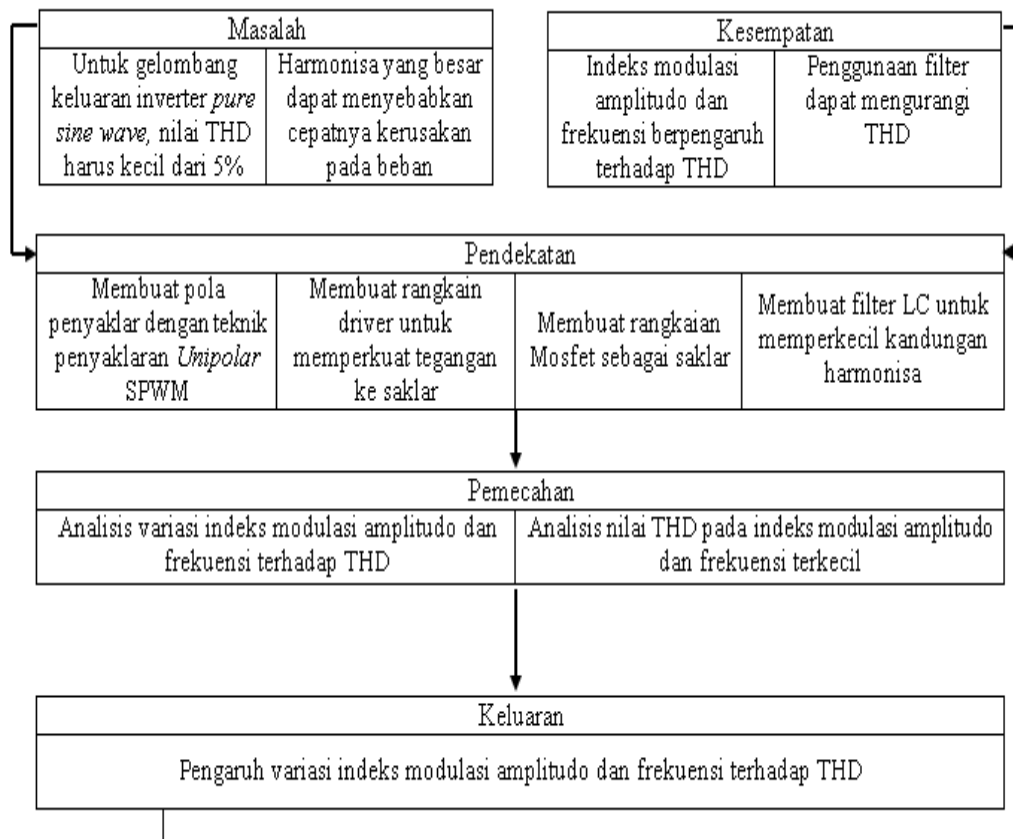 Masalah
Untuk gelombang
keluaran inverter pure
sine wave, nilai THD
harus kecil dari 5%
Harmonisa yang besar
dapat menyebabkan
cepatnya kerusakan
pada beban
Kesempatan
Indeks modulasi
amplitudo dan
frekuensi berpengaruh
terhadap THD
Penggunaan filter
dapat mengurangi
THD
Pendekatan
Membuat pola
penyaklar dengan teknik
penyaklaran Unipolar
SPWM
Membuat rangkain
driver untuk
memperkuat tegangan
ke saklar
Membuat rangkaian
Mosfet sebagai saklar
Membuat filter LC untuk
memperkecil kandungan
harmonisa
Pemecahan
Analisis variasi indeks modulasi amplitudo dan
frekuensi terhadap THD
Analisis nilai THD pada indeks modulasi amplitudo
dan frekuensi terkecil
Keluaran
Pengaruh variasi indeks modulasi amplitudo dan frekuensi terhadap THD